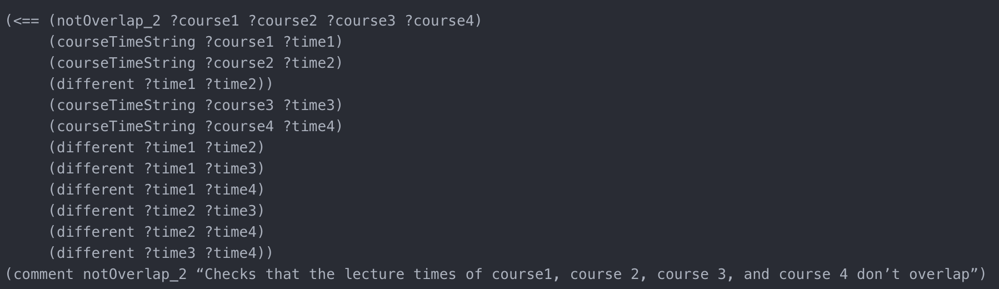 (<== (notOverlap_2 ?course1 ?course2 ?course3 ?course4)
(courseTimeString ?course1 ?time1)
(courseTimeString ?course2 ?time2)
(different ?time1 ?time2))
(courseTimeString ?course3 ?time3)
(courseTimeString ?course4 ?time4)
(different ?time1 ?time2)
(different ?time1 ?time3)
(different ?time1 ?time4)
(different ?time2 ?time3)
(different ?time2 ?time4)
(different ?time3 ?time4))
(comment notOverlap_2 “Checks that the lecture times of course1, course 2, course 3, and course 4 don’t overlap”)